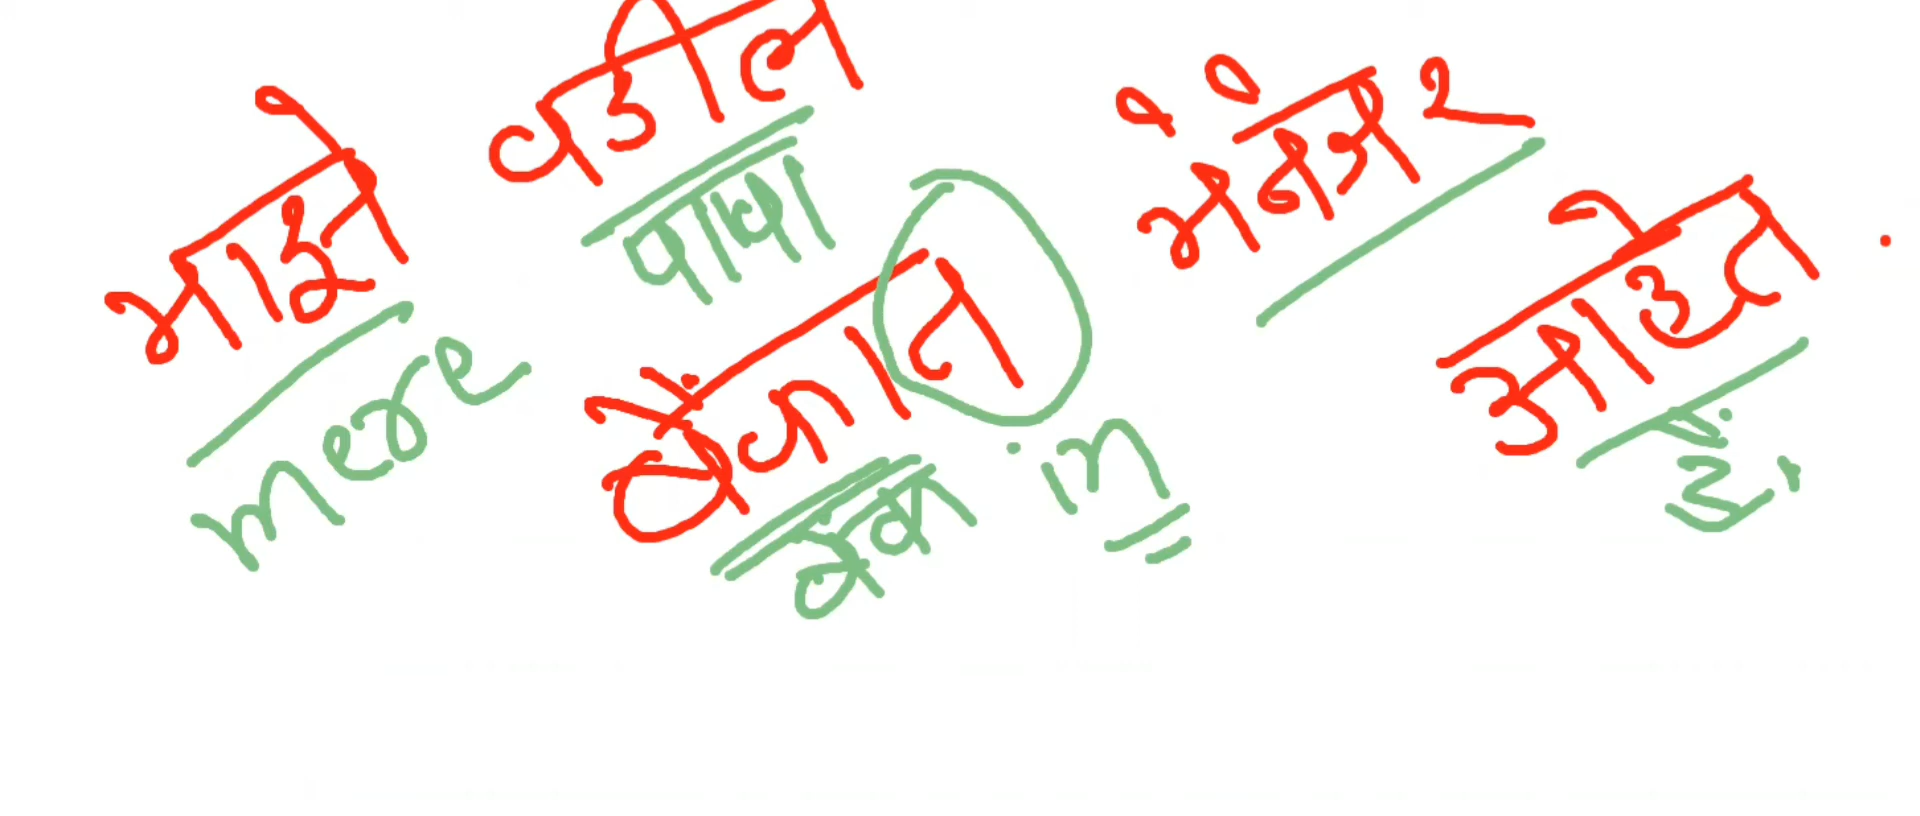 माझे वडील बैंकात मेनेजर आहेत .
mere पापा बैंक in हैं